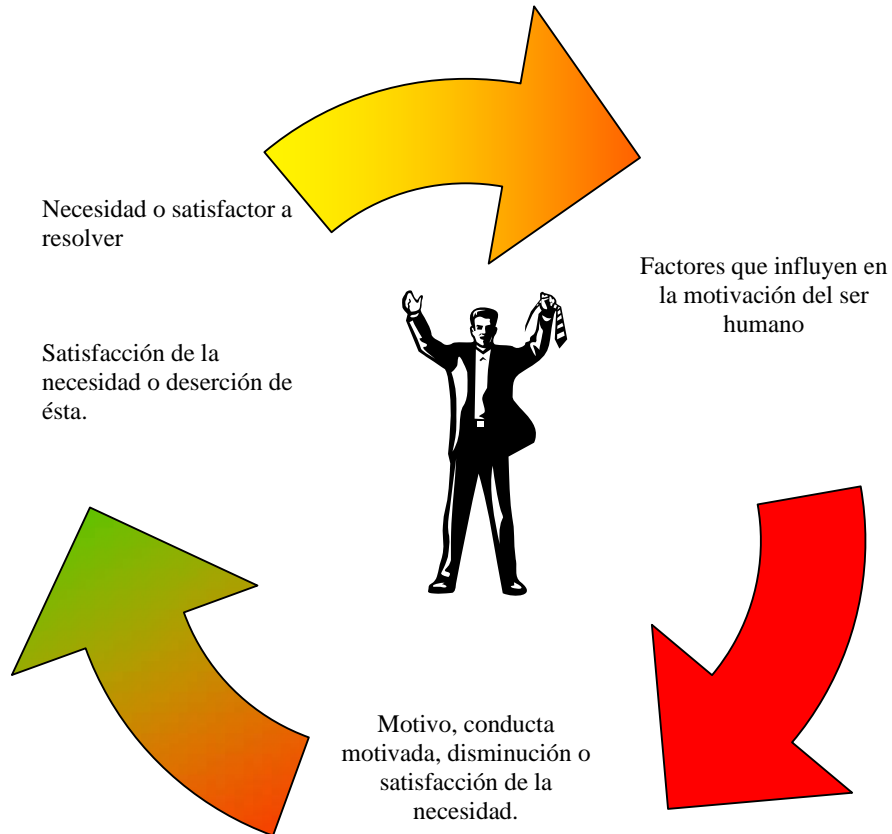 Necesidad o satisfactor a
resolver
Factores que influyen en
la motivación del ser
humano
Satisfacción de la
necesidad o deserción de
ésta.
Motivo, conducta
motivada, disminución o
satisfacción de la
necesidad.